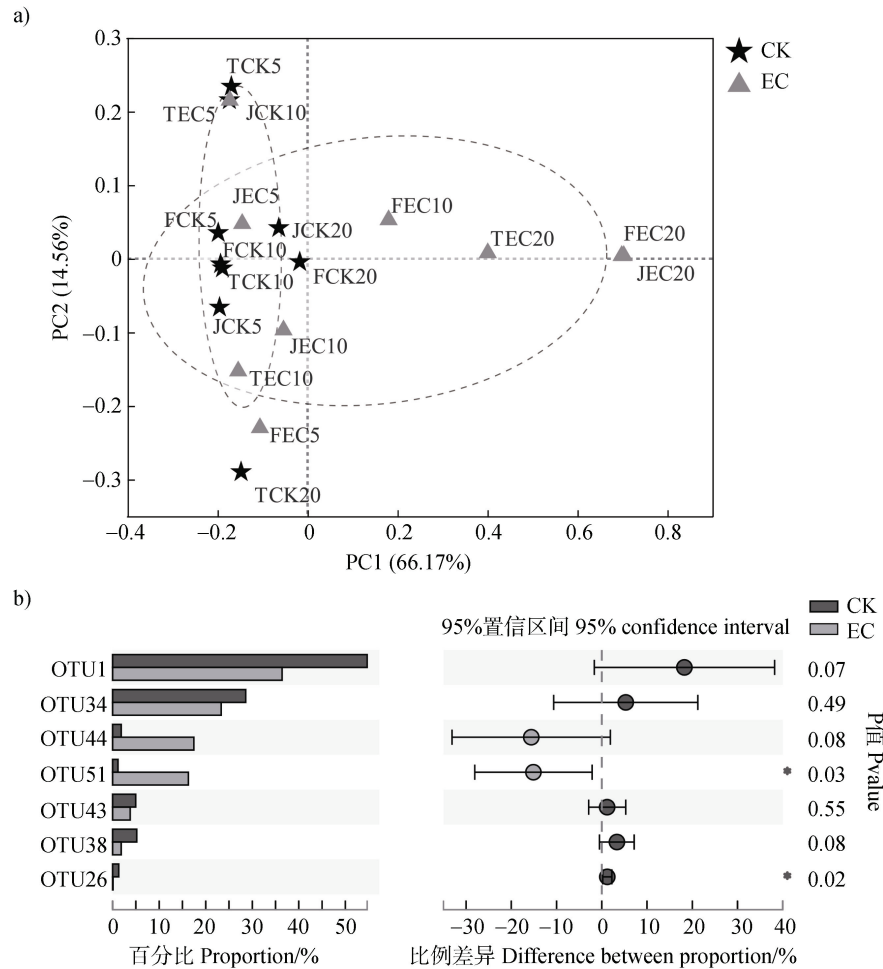 a)
CK
EC
0.3
0.2
0.1
0
−0.1
−0.2
−0.3
PC2 (14.56%)
TCK5
TEC5
JCK10
JEC5
FCK5
JCK20
FEC10
FCK10
TCK10
FCK20
TEC20
FEC20
JEC20
JCK5
JEC10
TEC10
FEC5
TCK20
−0.4
−0.2
0
0.2
0.4
0.6
0.8
PC1 (66.17%)
b)
CK
EC
95%置信区间 95% confidence interval
OTU1
0.07
OTU34
0.49
OTU44
0.08
OTU51
* 0.03
OTU43
0.55
OTU38
0.08
OTU26
* 0.02
P值 Pvalue
0 10 20 30 40 50
百分比 Proportion/%
−30 −20 −10 0 10 20 30 40
比例差异 Difference between proportion/%